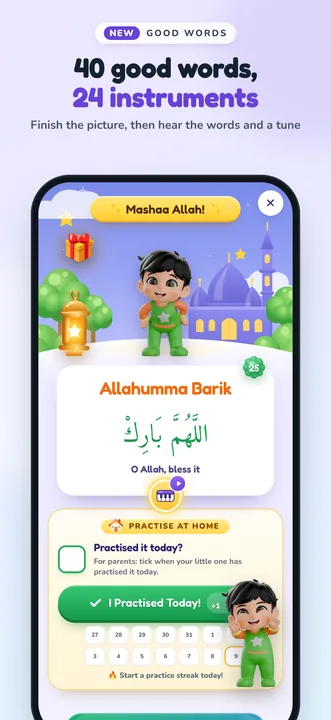 NEW GOOD WORDS
40 good words,
24 instruments
Finish the picture, then hear the words and a tune
Mashaa Allah!
25
Allahumma Barik
اللَّهُمَّ بَارِكْ
O Allah, bless it
PRACTISE AT HOME
Practised it today?
For parents: tick when your little one has
practised it today.
I Practised Today! +1
27 28 29 30 31 1
3 4 5 6 7 8 9
Start a practice streak today!